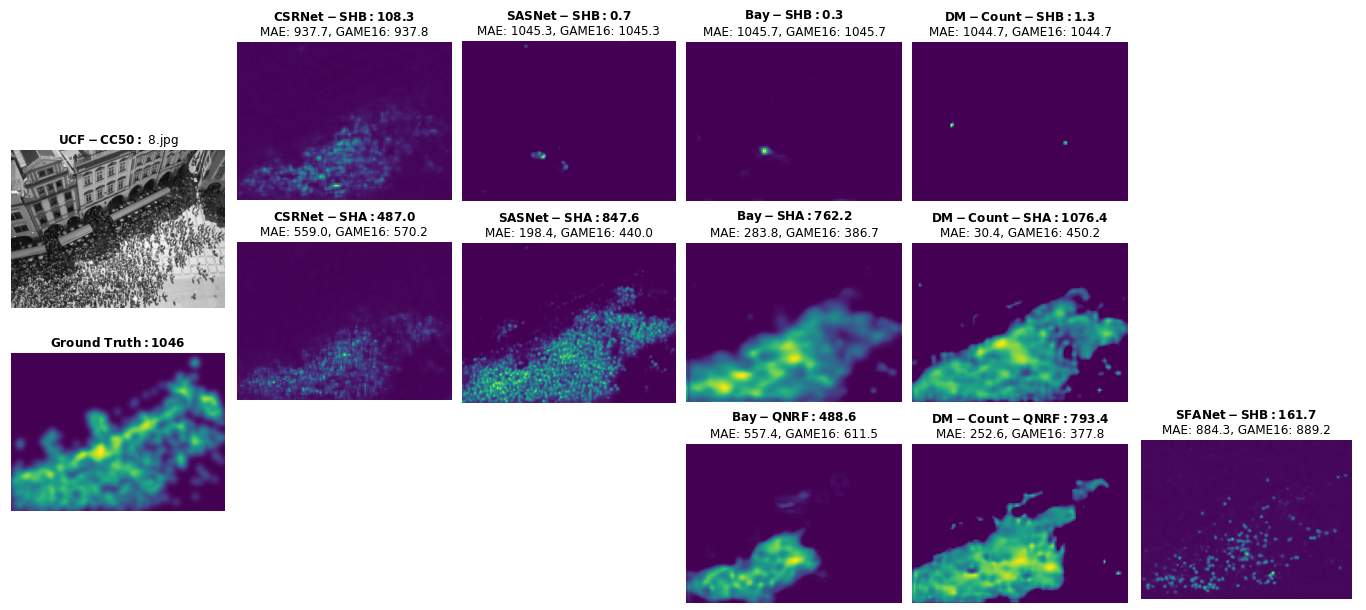 CSRNet – SHB: 108.3
MAE: 937.7, GAME16: 937.8
SASNet – SHB: 0.7
MAE: 1045.3, GAME16: 1045.3
Bay – SHB: 0.3
MAE: 1045.7, GAME16: 1045.7
DM – Count – SHB: 1.3
MAE: 1044.7, GAME16: 1044.7
UCF – CC50: 8.jpg
CSRNet – SHA: 487.0
MAE: 559.0, GAME16: 570.2
SASNet – SHA: 847.6
MAE: 198.4, GAME16: 440.0
Bay – SHA: 762.2
MAE: 283.8, GAME16: 386.7
DM – Count – SHA: 1076.4
MAE: 30.4, GAME16: 450.2
Ground Truth: 1046
Bay – QNRF: 488.6
MAE: 557.4, GAME16: 611.5
DM – Count – QNRF: 793.4
MAE: 252.6, GAME16: 377.8
SFANet – SHB: 161.7
MAE: 884.3, GAME16: 889.2